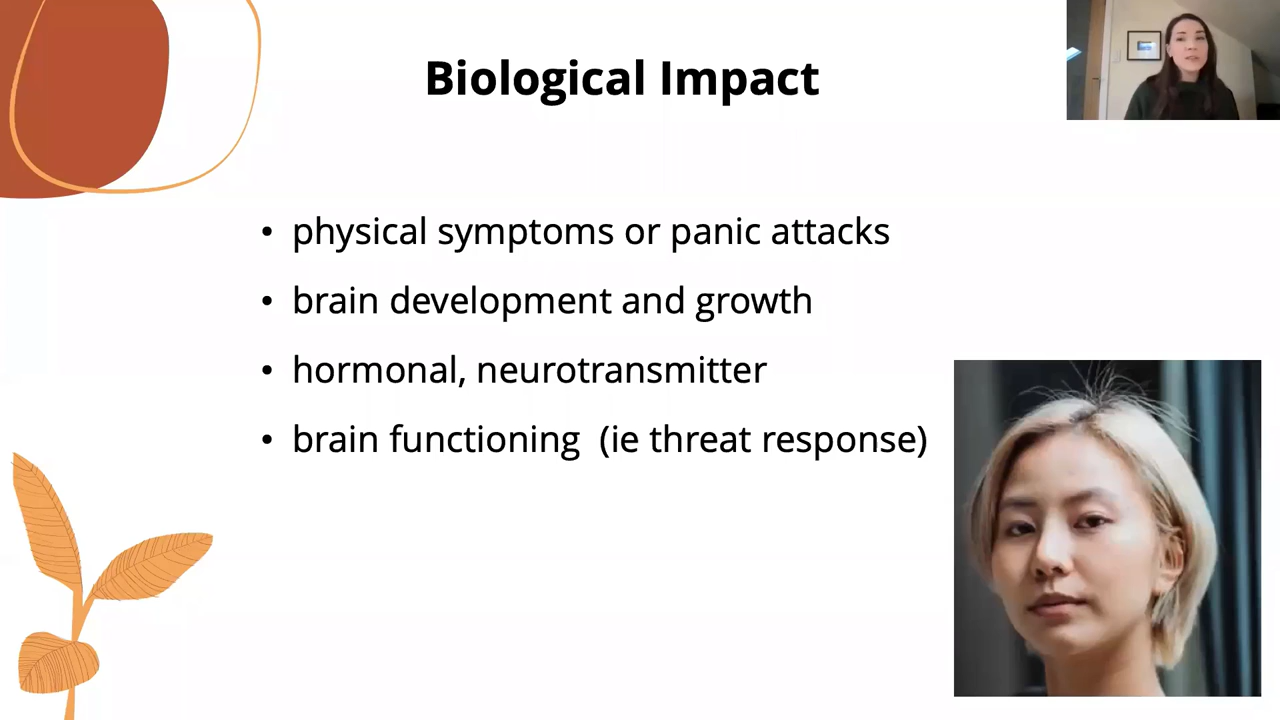 Biological Impact
• physical symptoms or panic attacks
• brain development and growth
• hormonal, neurotransmitter
• brain functioning  (ie threat response)